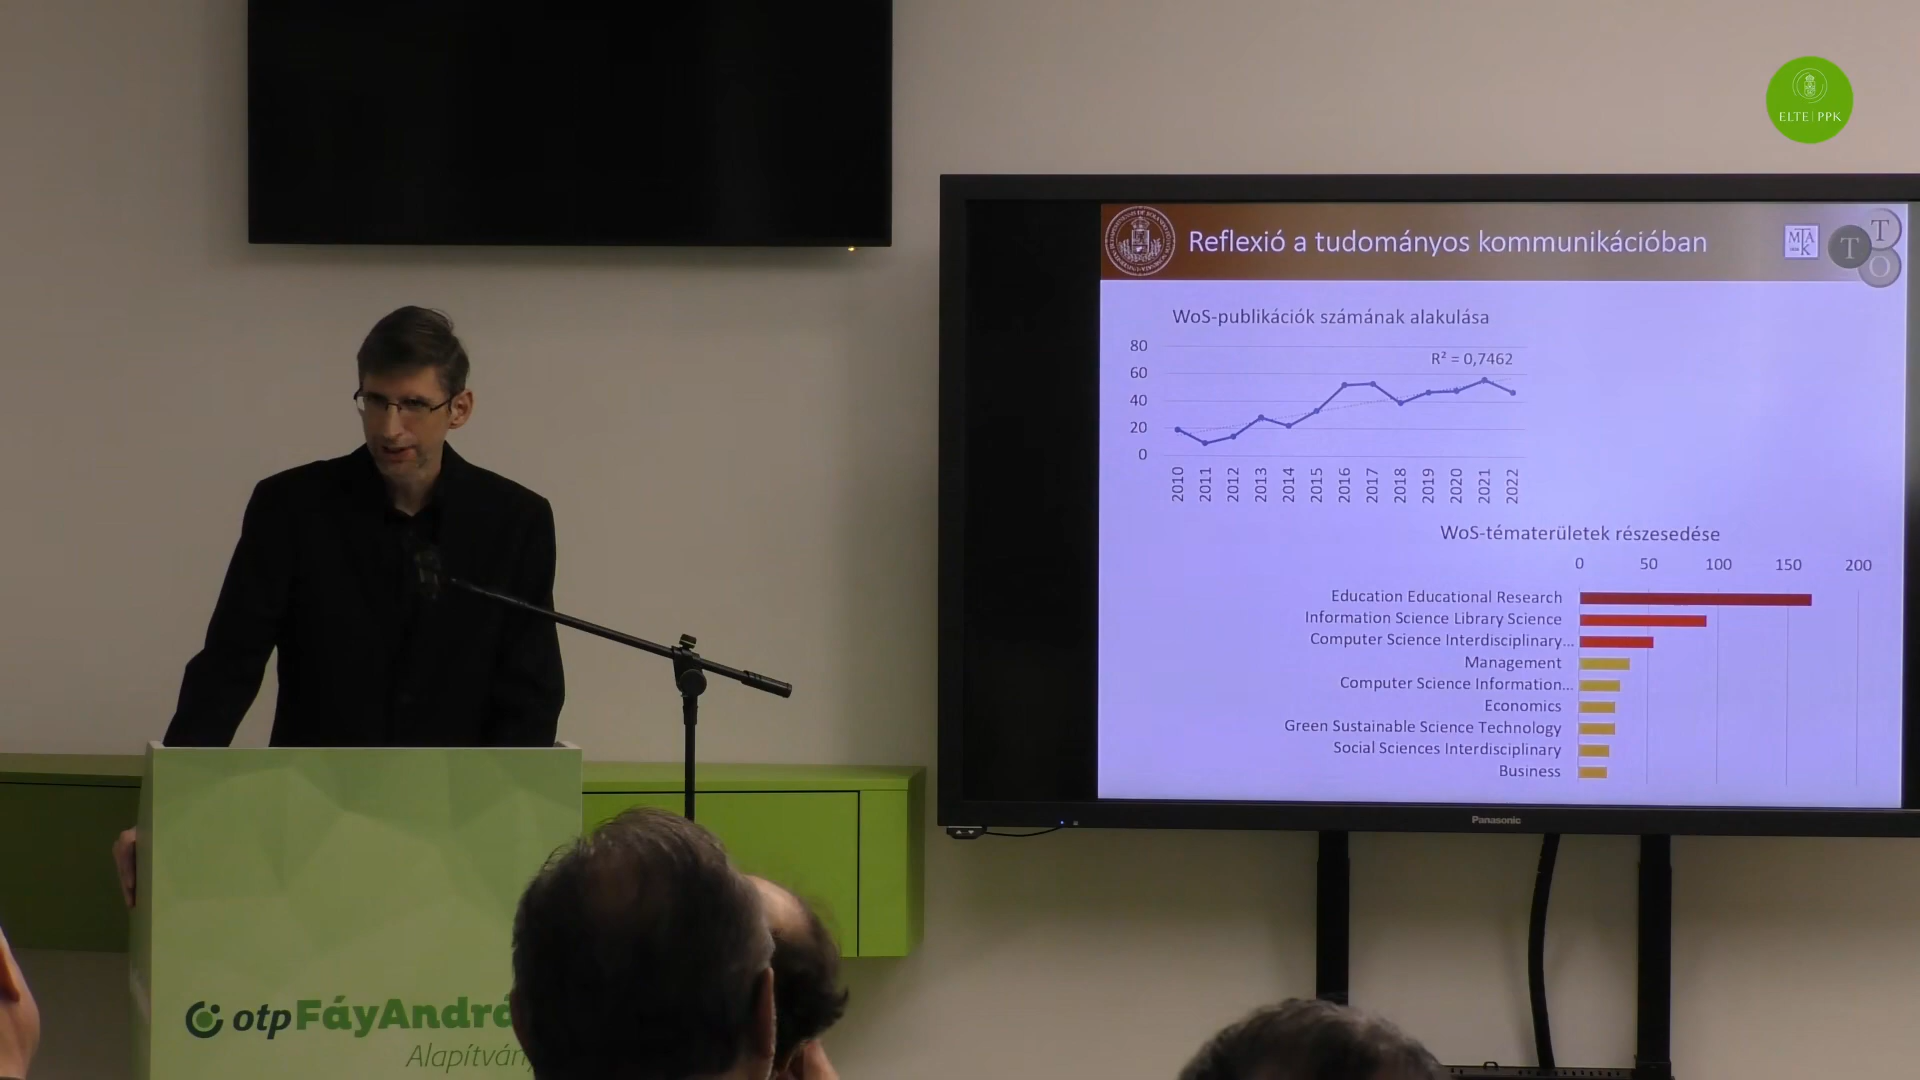 ELTE | PPK
Reflexió a tudományos kommunikációban
MTA
K
T
T
O
WoS-publikációk számának alakulása
80
60
40
20
0
R² = 0,7462
2010
2011
2012
2013
2014
2015
2016
2017
2018
2019
2020
2021
2022
WoS-tématerületek részesedése
0 50 100 150 200
Education Educational Research
Information Science Library Science
Computer Science Interdisciplinary...
Management
Computer Science Information...
Economics
Green Sustainable Science Technology
Social Sciences Interdisciplinary
Business
Panasonic
otpFáyAndrá
Alapítván